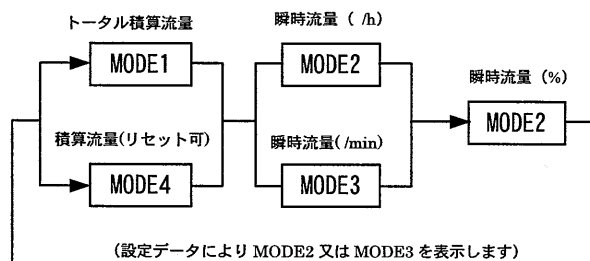 トータル積算流量
MODE1
積算流量(リセット可)
MODE4
瞬時流量( /h)
MODE2
瞬時流量( /min)
MODE3
瞬時流量(%)
MODE2
(設定データにより MODE2 又は MODE3 を表示します)